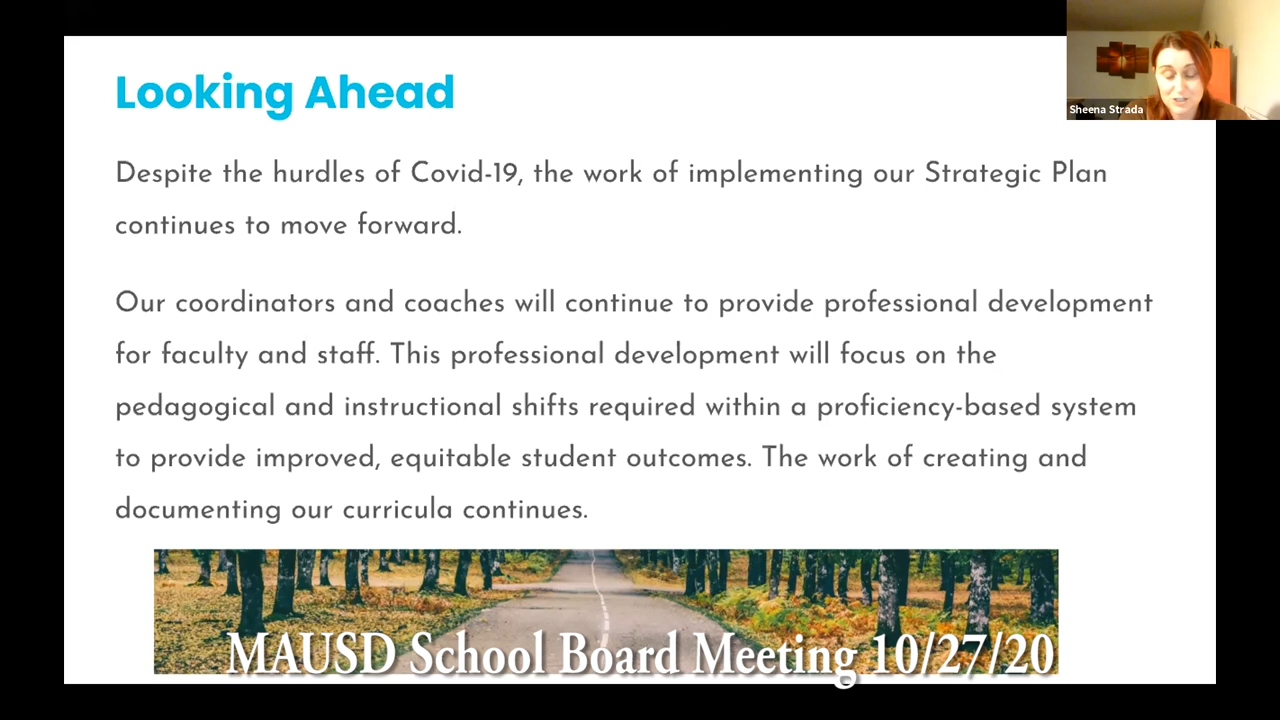 Looking Ahead
Sheena Strada
Despite the hurdles of Covid-19, the work of implementing our Strategic Plan
continues to move forward.
Our coordinators and coaches will continue to provide professional development
for faculty and staff. This professional development will focus on the
pedagogical and instructional shifts required within a proficiency-based system
to provide improved, equitable student outcomes. The work of creating and
documenting our curricula continues.
MAUSD School Board Meeting 10/27/20